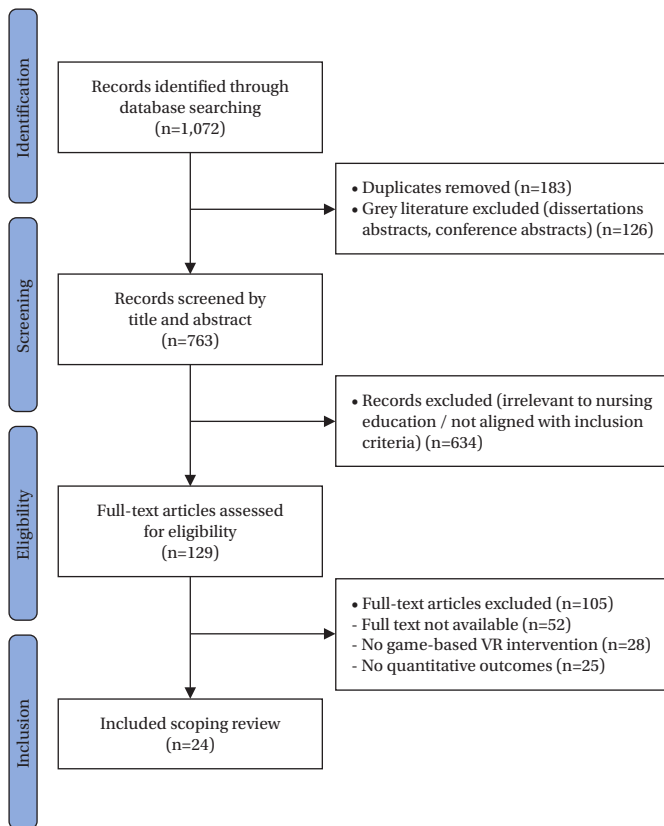 Identification
Records identified through
database searching
(n=1,072)
• Duplicates removed (n=183)
• Grey literature excluded (dissertations
abstracts, conference abstracts) (n=126)
Screening
Records screened by
title and abstract
(n=763)
• Records excluded (irrelevant to nursing
education / not aligned with inclusion
criteria) (n=634)
Eligibility
Full-text articles assessed
for eligibility
(n=129)
• Full-text articles excluded (n=105)
- Full text not available (n=52)
- No game-based VR intervention (n=28)
- No quantitative outcomes (n=25)
Inclusion
Included scoping review
(n=24)